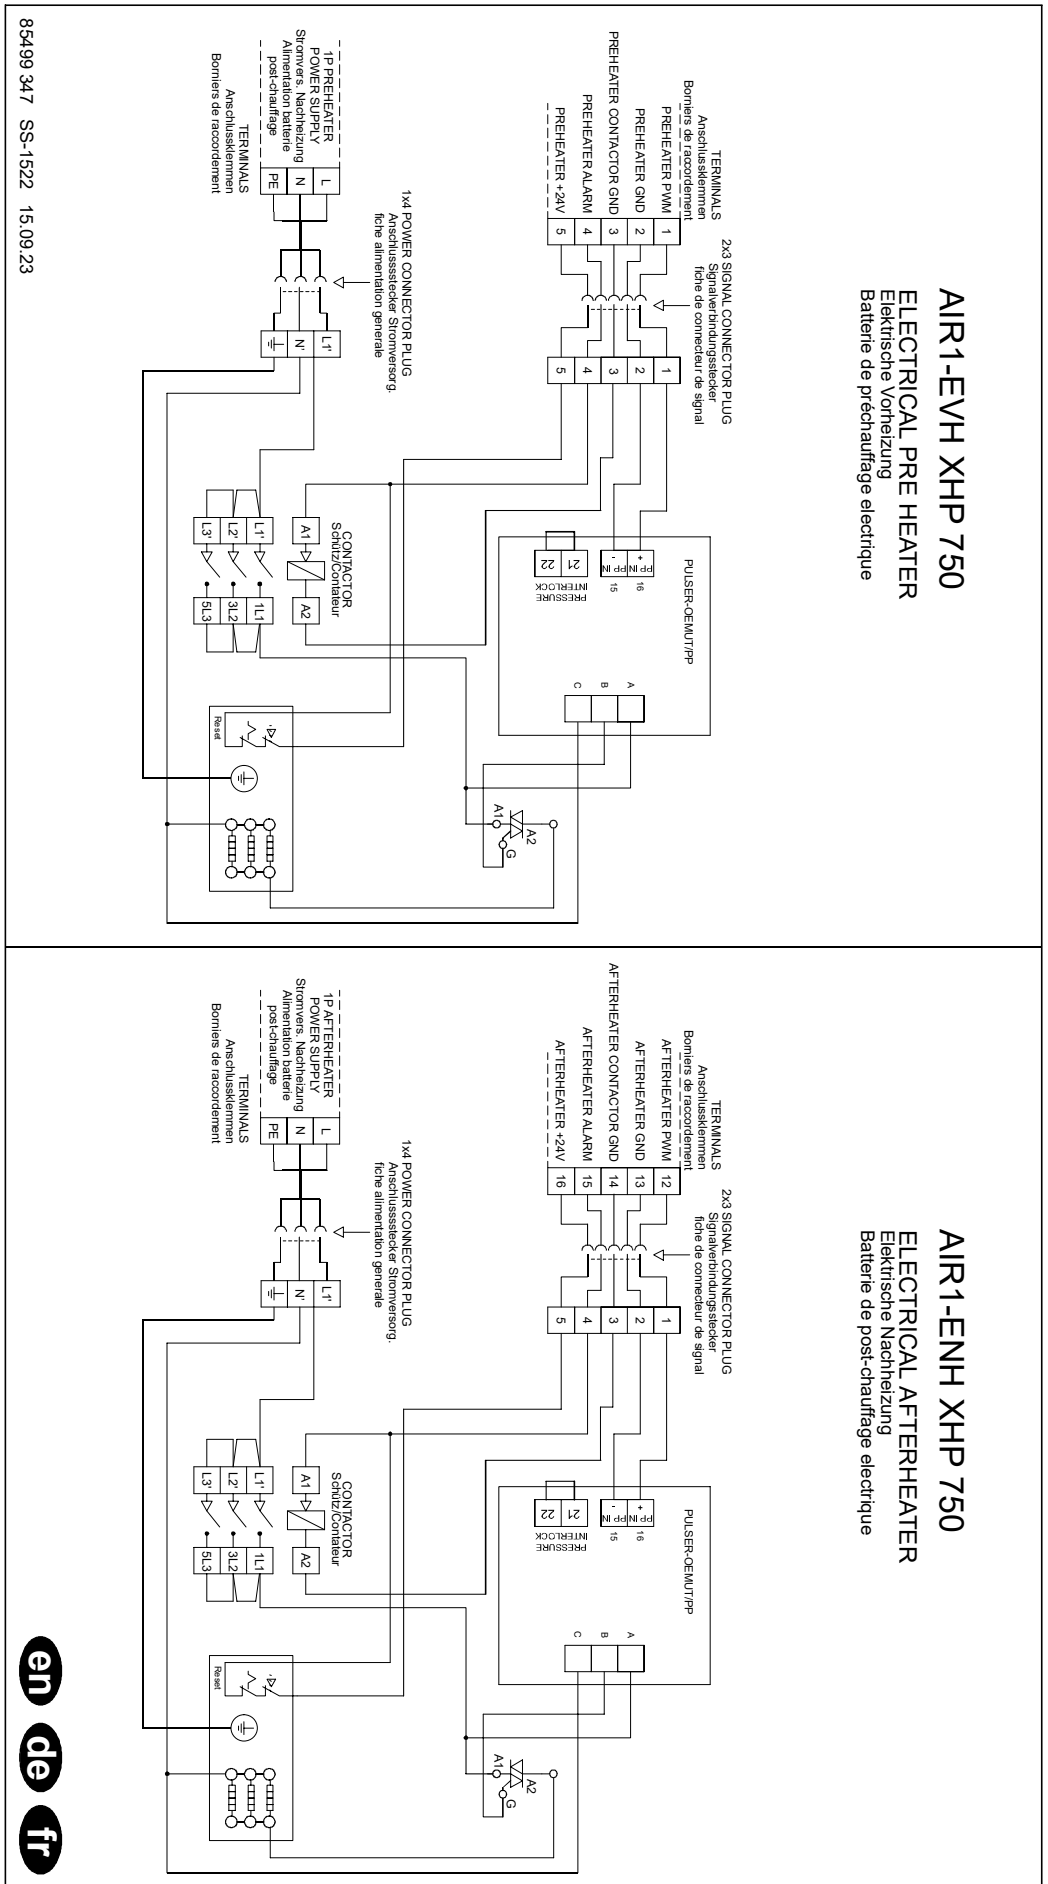 AIR1-EVH XHP 750
ELECTRICAL PRE HEATER
Elektrische Vorheizung
Batterie de préchauffage electrique
TERMINALS
Anschlussklemmen
Borniers de raccordement
PREHEATER PWM
PREHEATER GND
PREHEATER CONTACTOR GND
PREHEATER ALARM
PREHEATER +24V
1
2
3
4
5
2x3 SIGNAL CONNECTOR PLUG
Signalverbindungsstecker
fiche de connecteur de signal
1
2
3
4
5
PULSER-OEMUT/PP
16
15
PP IN +
PP IN -
21
22
PRESSURE
INTERLOCK
A
B
C
A1
A2
G
1P PREHEATER
POWER SUPPLY
Stromvers. Nachheizung
Alimentation batterie
post-chauffage
L
N
PE
TERMINALS
Anschlussklemmen
Borniers de raccordement
1x4 POWER CONNECTOR PLUG
Anschlusssstecker Stromversorg.
fiche alimentation generale
L1'
N'
CONTACTOR
Schütz/Contateur
A1
A2
L1'
L2'
L3'
1L1
3L2
5L3
Reset
AIR1-ENH XHP 750
ELECTRICAL AFTERHEATER
Elektrische Nachheizung
Batterie de post-chauffage electrique
TERMINALS
Anschlussklemmen
Borniers de raccordement
AFTERHEATER PWM
AFTERHEATER GND
AFTERHEATER CONTACTOR GND
AFTERHEATER ALARM
AFTERHEATER +24V
12
13
14
15
16
2x3 SIGNAL CONNECTOR PLUG
Signalverbindungsstecker
fiche de connecteur de signal
1
2
3
4
5
PULSER-OEMUT/PP
16
15
PP IN +
PP IN -
21
22
PRESSURE
INTERLOCK
A
B
C
A1
A2
G
1P AFTERHEATER
POWER SUPPLY
Stromvers. Nachheizung
Alimentation batterie
post-chauffage
L
N
PE
TERMINALS
Anschlussklemmen
Borniers de raccordement
1x4 POWER CONNECTOR PLUG
Anschlusssstecker Stromversorg.
fiche alimentation generale
L1'
N'
CONTACTOR
Schütz/Contateur
A1
A2
L1'
L2'
L3'
1L1
3L2
5L3
Reset
85499 347 SS-1522 15.09.23
en de fr